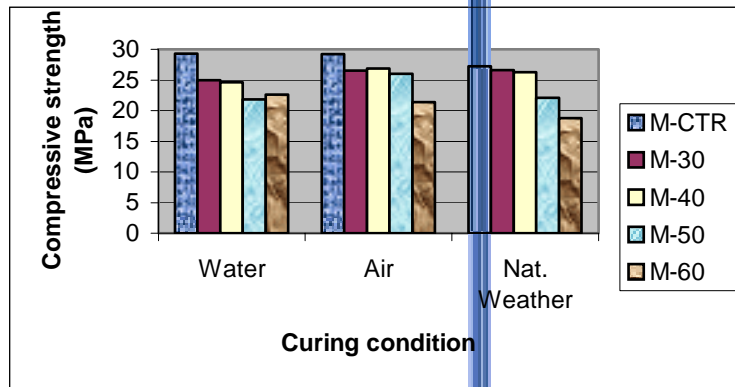 Compressive strength
(MPa)
30
25
20
15
10
5
0
Water
Air
Nat.
Weather
Curing condition
M-CTR
M-30
M-40
M-50
M-60